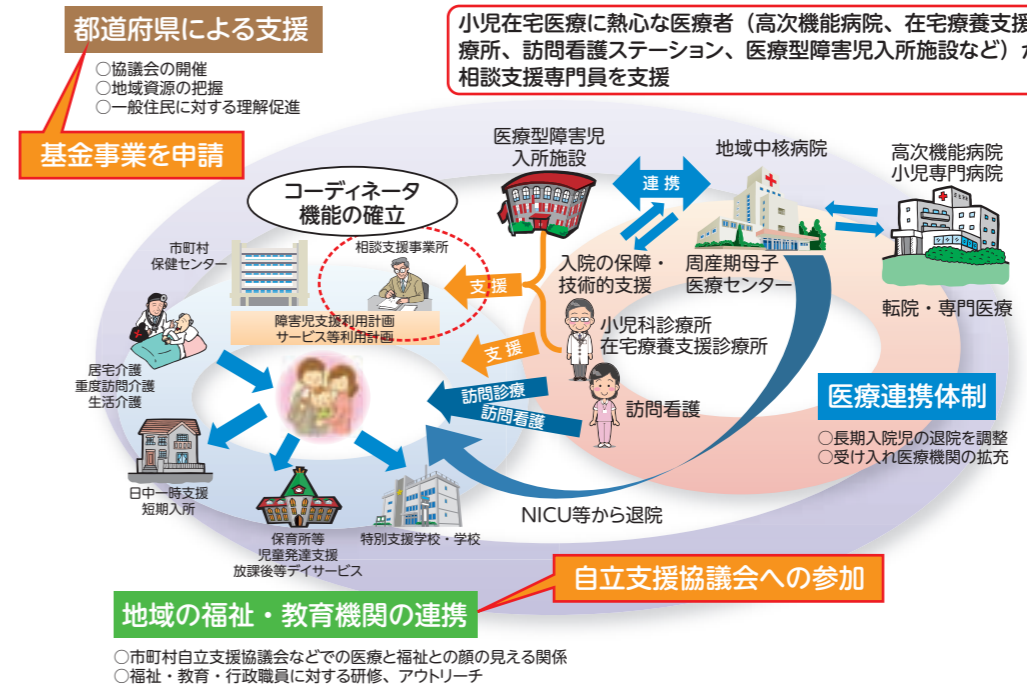 都道府県による支援
○協議会の開催
○地域資源の把握
○一般住民に対する理解促進
基金事業を申請
小児在宅医療に熱心な医療者（高次機能病院、在宅療養支援
療所、訪問看護ステーション、医療型障害児入所施設など）
相談支援専門員を支援
医療型障害児
入所施設
連携
地域中核病院
高次機能病院
小児専門病院
コーディネータ
機能の確立
市町村
保健センター
相談支援事業所
支援
入院の保障・
技術的支援
周産期母子
医療センター
転院・専門医療
障害児支援利用計画
サービス等利用計画
小児科診療所
在宅療養支援診療所
支援
居宅介護
重度訪問介護
生活介護
訪問診療
訪問看護
訪問看護
医療連携体制
○長期入院児の退院を調整
○受け入れ医療機関の拡充
日中一時支援
短期入所
保育所等
児童発達支援
放課後等デイサービス
特別支援学校・学校
NICU等から退院
自立支援協議会への参加
地域の福祉・教育機関の連携
○市町村自立支援協議会などでの医療と福祉との顔の見える関係
○福祉・教育・行政職員に対する研修、アウトリーチ